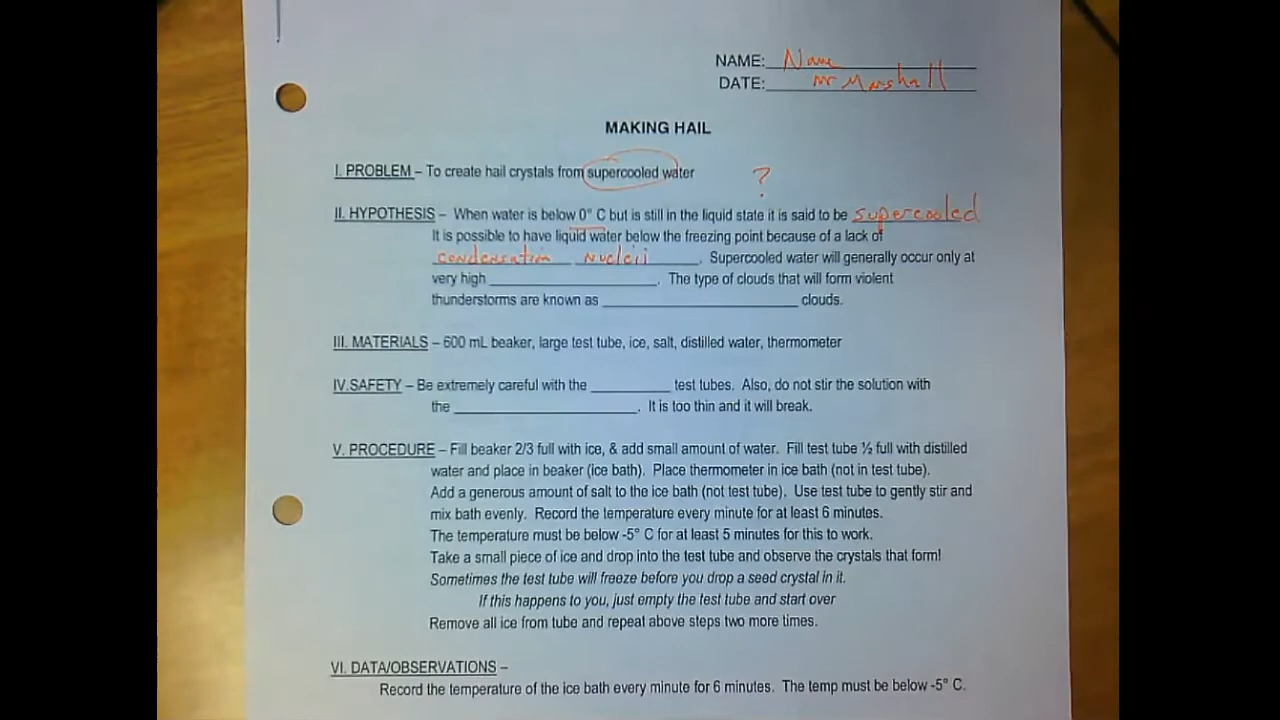 NAME: Name
DATE: Mr Marshall
MAKING HAIL
I. PROBLEM – To create hail crystals from supercooled water ?
II. HYPOTHESIS – When water is below 0° C but is still in the liquid state it is said to be supercooled
It is possible to have liquid water below the freezing point because of a lack of
condensation nucleii. Supercooled water will generally occur only at
very high ____________. The type of clouds that will form violent
thunderstorms are known as ____________ clouds.
III. MATERIALS – 600 mL beaker, large test tube, ice, salt, distilled water, thermometer
IV.SAFETY – Be extremely careful with the ________ test tubes. Also, do not stir the solution with
the ____________. It is too thin and it will break.
V. PROCEDURE – Fill beaker 2/3 full with ice, & add small amount of water. Fill test tube ½ full with distilled
water and place in beaker (ice bath). Place thermometer in ice bath (not in test tube).
Add a generous amount of salt to the ice bath (not test tube). Use test tube to gently stir and
mix bath evenly. Record the temperature every minute for at least 6 minutes.
The temperature must be below -5° C for at least 5 minutes for this to work.
Take a small piece of ice and drop into the test tube and observe the crystals that form!
Sometimes the test tube will freeze before you drop a seed crystal in it.
If this happens to you, just empty the test tube and start over
Remove all ice from tube and repeat above steps two more times.
VI. DATA/OBSERVATIONS –
Record the temperature of the ice bath every minute for 6 minutes. The temp must be below -5° C.